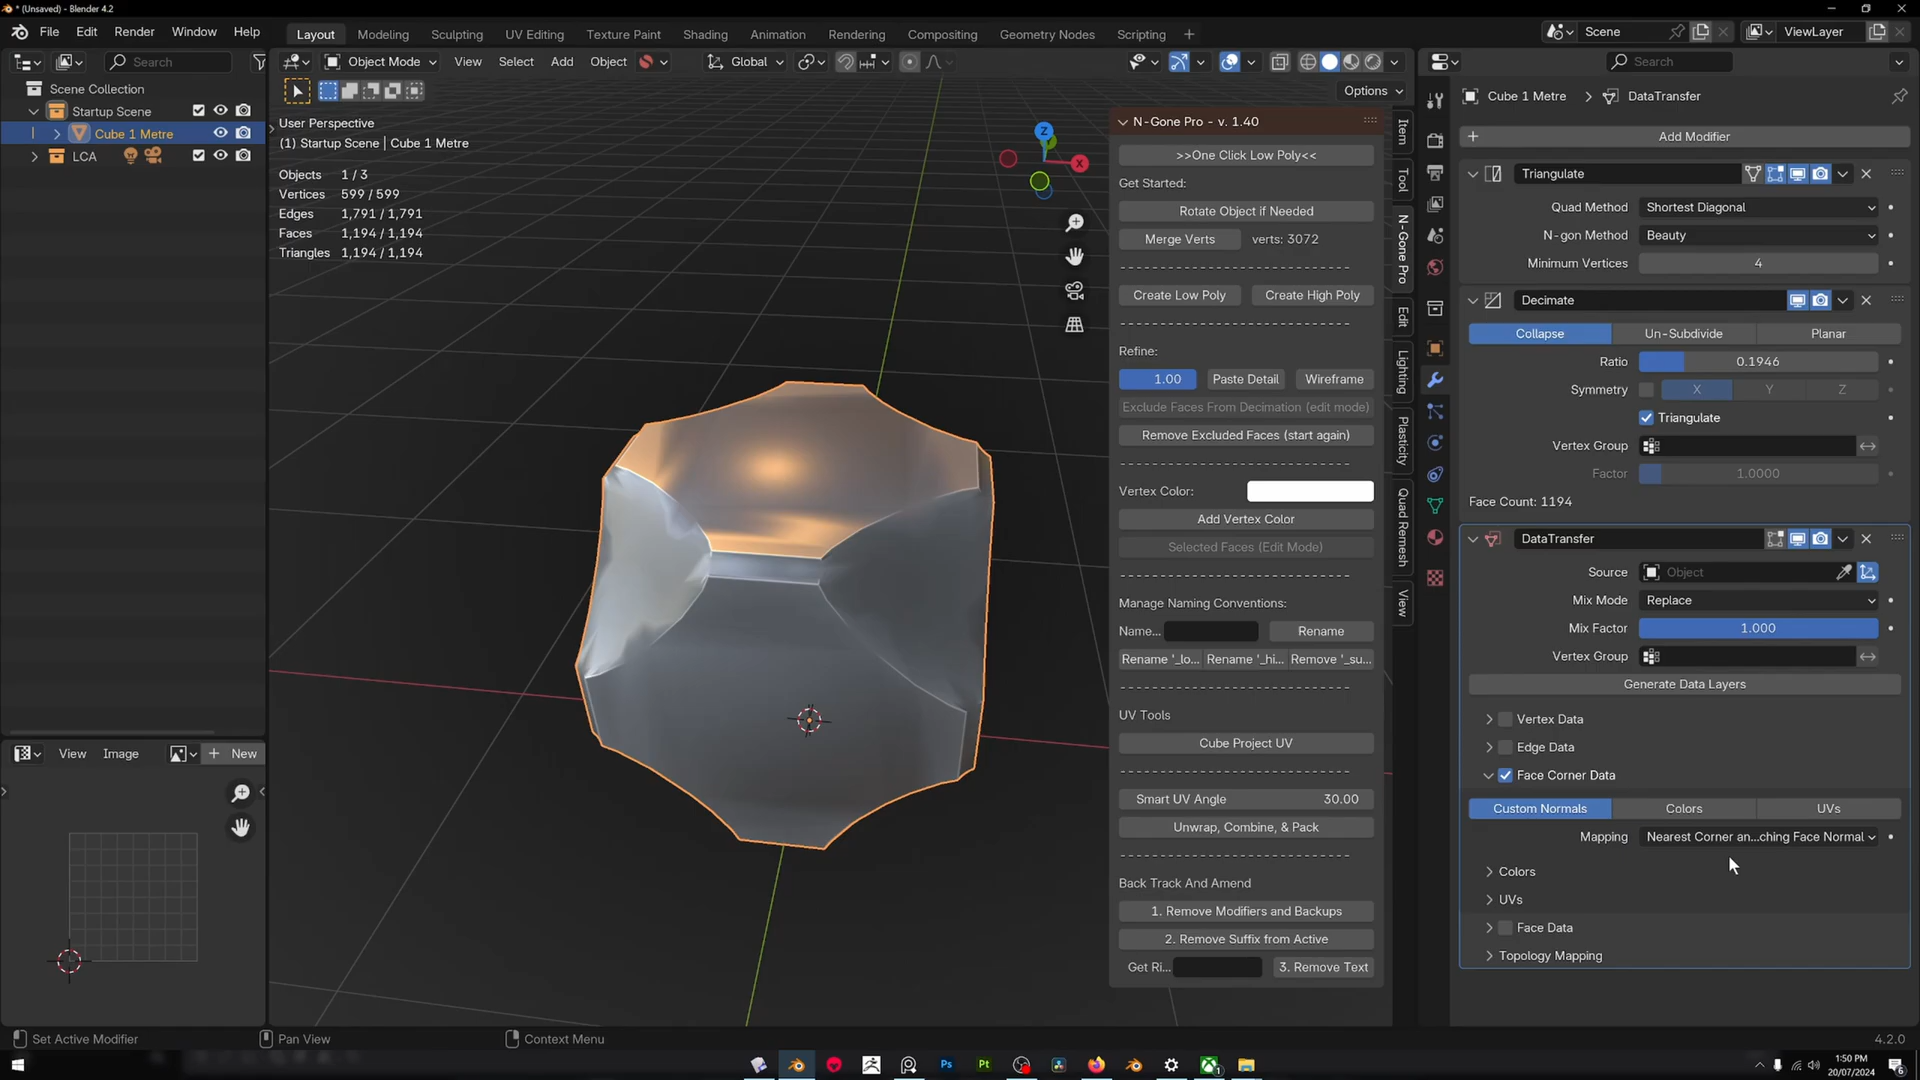 * (Unsaved) - Blender 4.2
File Edit Render Window Help
Layout Modeling Sculpting UV Editing Texture Paint Shading Animation Rendering Compositing Geometry Nodes Scripting +
Scene
ViewLayer
Search
Object Mode View Select Add Object
Global
Search
Options
Scene Collection
Startup Scene
Cube 1 Metre
LCA
User Perspective
(1) Startup Scene | Cube 1 Metre
Objects 1 / 3
Vertices 599 / 599
Edges 1,791 / 1,791
Faces 1,194 / 1,194
Triangles 1,194 / 1,194
Z
X
View Image + New
N-Gone Pro - v. 1.40
>>One Click Low Poly<<
Get Started:
Rotate Object if Needed
Merge Verts verts: 3072
Create Low Poly Create High Poly
Refine:
1.00 Paste Detail Wireframe
Exclude Faces From Decimation (edit mode)
Remove Excluded Faces (start again)
Vertex Color:
Add Vertex Color
Selected Faces (Edit Mode)
Manage Naming Conventions:
Name... Rename
Rename '_lo... Rename '_hi... Remove '_su...
UV Tools
Cube Project UV
Smart UV Angle 30.00
Unwrap, Combine, & Pack
Back Track And Amend
1. Remove Modifiers and Backups
2. Remove Suffix from Active
Get Ri... 3. Remove Text
Item
Tool
N-Gone Pro
Edit
Lighting
Plasticity
Quad Remesh
View
Cube 1 Metre > DataTransfer
+ Add Modifier
Triangulate
Quad Method Shortest Diagonal
N-gon Method Beauty
Minimum Vertices 4
Decimate
Collapse Un-Subdivide Planar
Ratio 0.1946
Symmetry X Y Z
Triangulate
Vertex Group
Factor 1.0000
Face Count: 1194
DataTransfer
Source Object
Mix Mode Replace
Mix Factor 1.000
Vertex Group
Generate Data Layers
Vertex Data
Edge Data
Face Corner Data
Custom Normals Colors UVs
Mapping Nearest Corner an...ching Face Normal
Colors
UVs
Face Data
Topology Mapping
Set Active Modifier Pan View Context Menu 4.2.0
Ps Pt
1:50 PM
20/07/2024